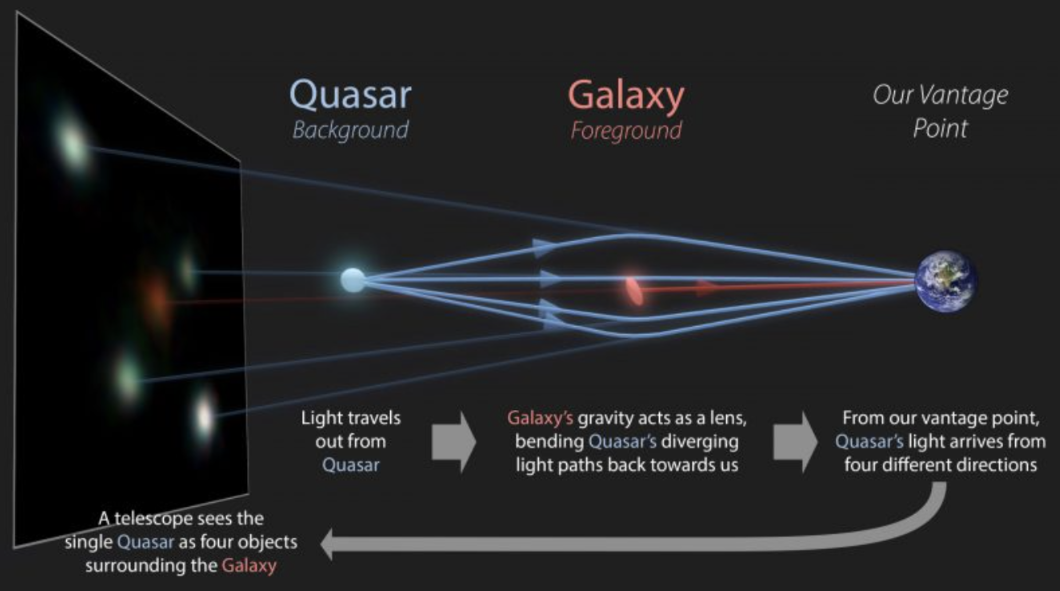 Quasar
Background
Galaxy
Foreground
Our Vantage
Point
Light travels
out from
Quasar
Galaxy's gravity acts as a lens,
bending Quasar's diverging
light paths back towards us
From our vantage point,
Quasar's light arrives from
four different directions
A telescope sees the
single Quasar as four objects
surrounding the Galaxy